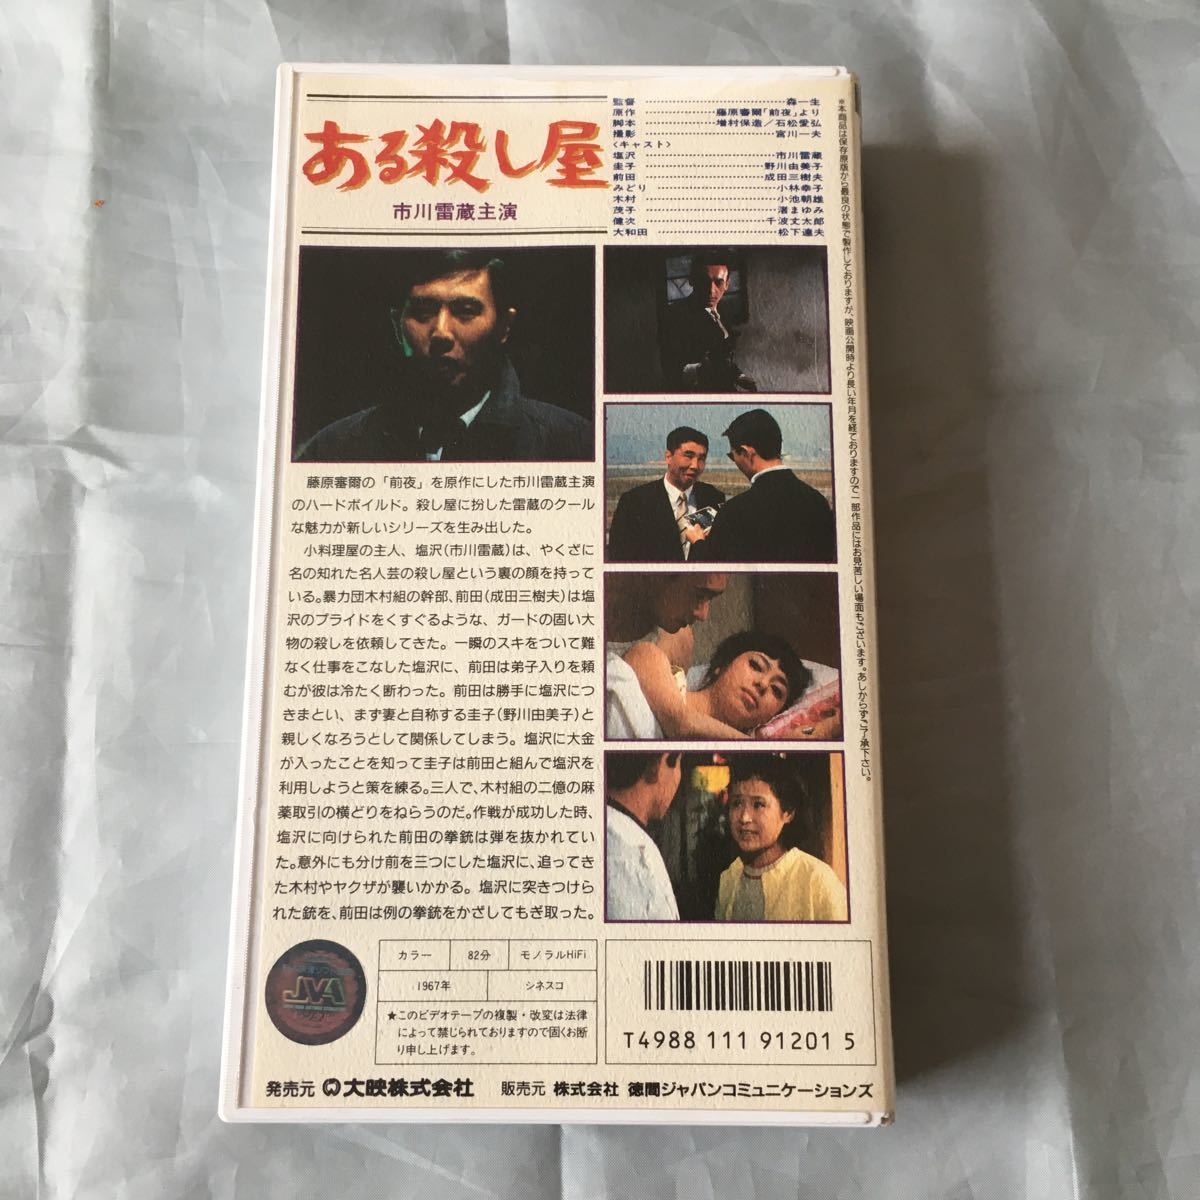 ある殺し屋
市川雷蔵主演
監督 森一生
原作 藤原審爾「前夜」より
脚本 増村保造/石松愛弘
撮影 宮川一夫
〈キャスト〉
塩沢 市川雷蔵
圭子 野川由美子
前田 成田三樹夫
みどり 小林幸子
木村 小池朝雄
茂子 渚まゆみ
健次 千波丈太郎
大和田 松下達夫
※本商品は保存原版から最良の状態で製作しておりますが、映画公開時より長い年月を経ておりますので一部作品にはお見苦しい場面もございます。あしからずご了承下さい。
藤原審爾の「前夜」を原作にした市川雷蔵主演
のハードボイルド。殺し屋に扮した雷蔵のクール
な魅力が新しいシリーズを生み出した。
小料理屋の主人、塩沢(市川雷蔵)は、やくざに
名の知れた名人芸の殺し屋という裏の顔を持って
いる。暴力団木村組の幹部、前田(成田三樹夫)は塩
沢のプライドをくすぐるような、ガードの固い大
物の殺しを依頼してきた。一瞬のスキをついて難
なく仕事をこなした塩沢に、前田は弟子入りを頼
むが彼は冷たく断わった。前田は勝手に塩沢につ
きまとい、まず妻と自称する圭子(野川由美子)と
親しくなろうとして関係してしまう。塩沢に大金
が入ったことを知って圭子は前田と組んで塩沢を
利用しようと策を練る。三人で、木村組の二億の麻
薬取引の横どりをねらうのだ。作戦が成功した時、
塩沢に向けられた前田の拳銃は弾を抜かれてい
た。意外にも分け前を三つにした塩沢に、追ってき
た木村やヤクザが襲いかかる。塩沢に突きつけら
れた銃を、前田は例の拳銃をかざしてもぎ取った。
JVA
カラー 82分 モノラルHiFi
1967年 シネスコ
★このビデオテープの複製・改変は法律
によって禁じられておりますので固くお断
り申し上げます。
T4988 111 91201 5
発売元 大映株式会社 販売元 株式会社 徳間ジャパンコミュニケーションズ